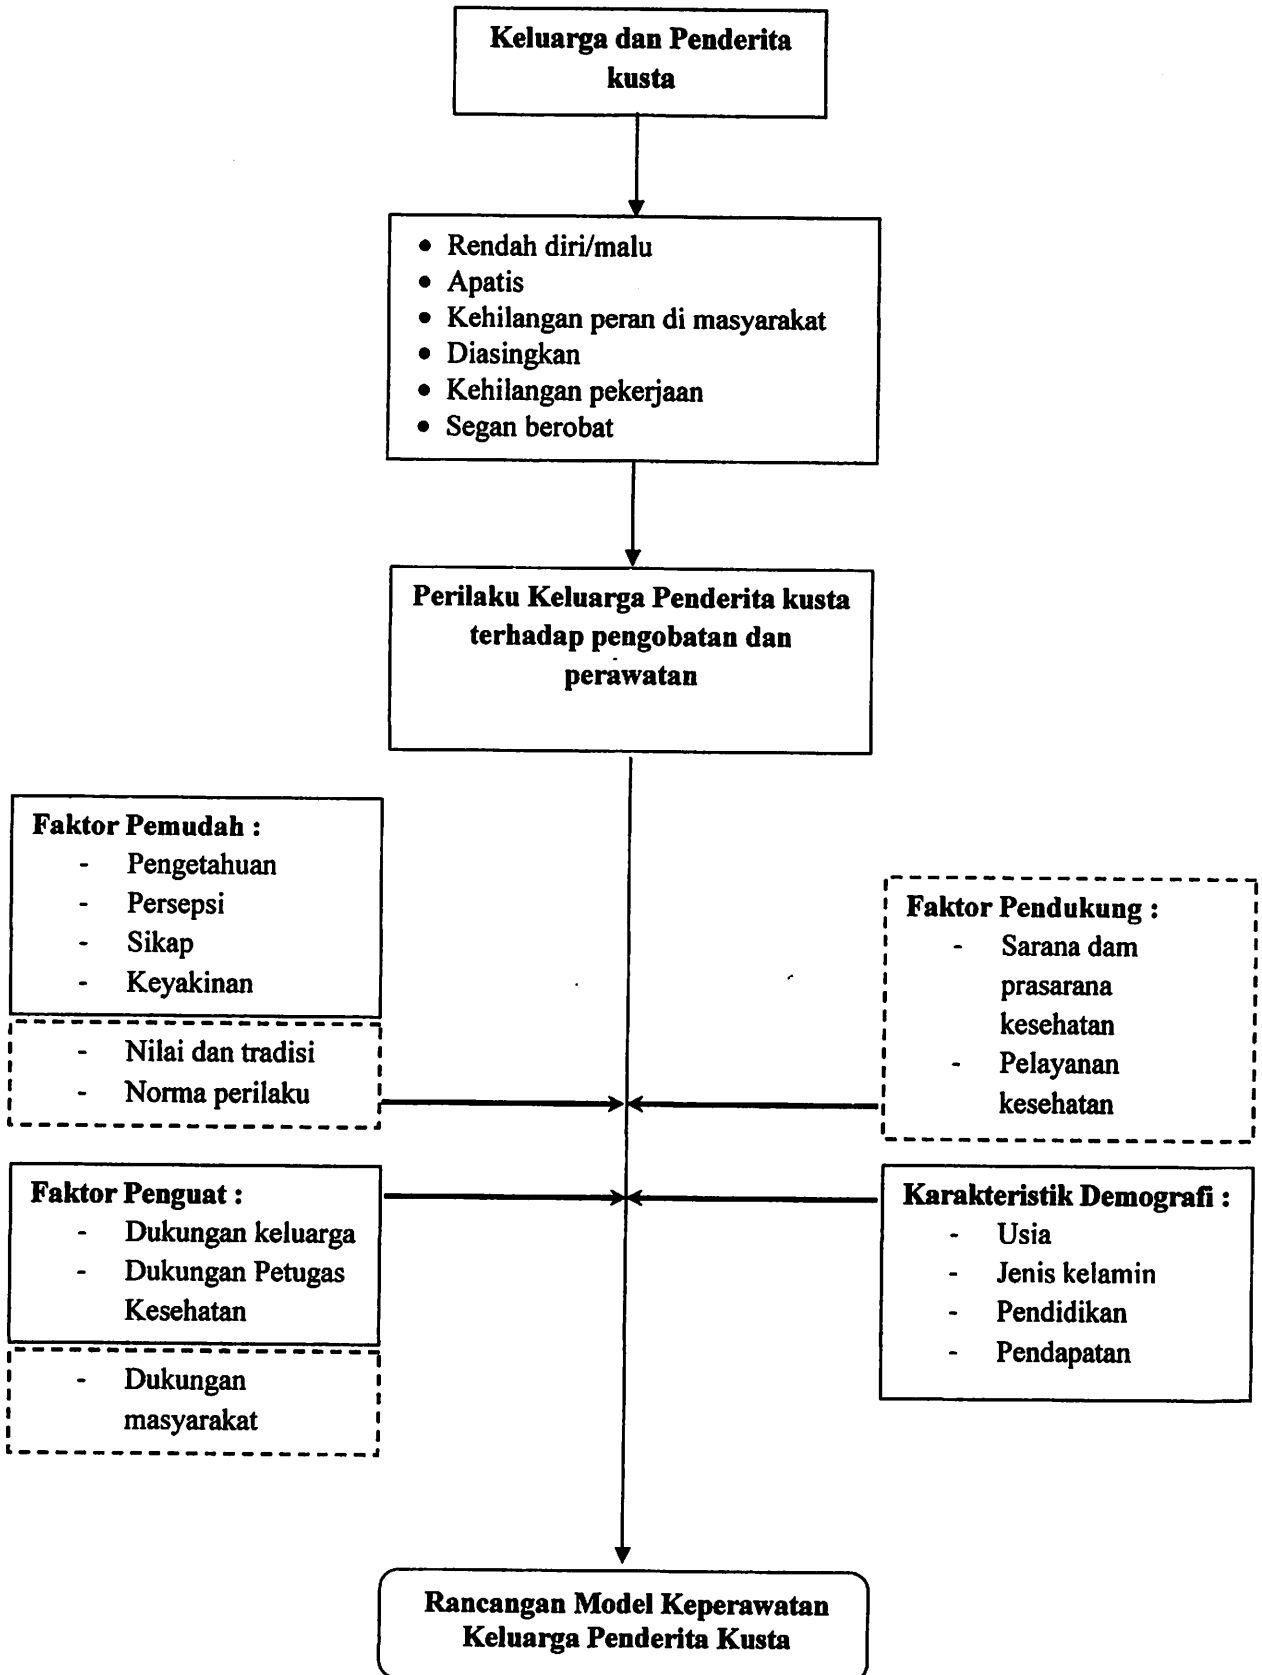 Keluarga dan Penderita
kusta
• Rendah diri/malu
• Apatis
• Kehilangan peran di masyarakat
• Diasingkan
• Kehilangan pekerjaan
• Segan berobat
Perilaku Keluarga Penderita kusta
terhadap pengobatan dan
perawatan
Faktor Pemudah :
- Pengetahuan
- Persepsi
- Sikap
- Keyakinan
- Nilai dan tradisi
- Norma perilaku
Faktor Pendukung :
- Sarana dam
prasarana
kesehatan
- Pelayanan
kesehatan
Faktor Penguat :
- Dukungan keluarga
- Dukungan Petugas
Kesehatan
- Dukungan
masyarakat
Karakteristik Demografi :
- Usia
- Jenis kelamin
- Pendidikan
- Pendapatan
Rancangan Model Keperawatan
Keluarga Penderita Kusta